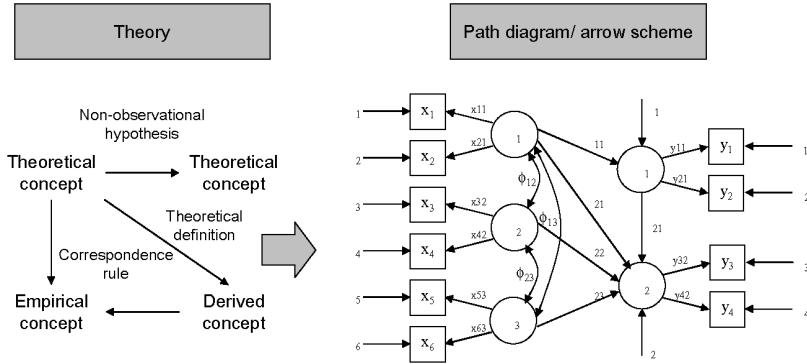 Theory
Path diagram/ arrow scheme
Non-observational
hypothesis
Theoretical
concept
Theoretical
concept
Theoretical
definition
Correspondence
rule
Empirical
concept
Derived
concept
1 x1 x11
2 x2 x21
3 x3 x32
4 x4 x42
5 x5 x53
6 x6 x63
1
2
3
ϕ12
ϕ13
ϕ23
11
21
22
23
1
1
21
2
2
y11 y1 1
y21 y2 2
y32 y3 3
y42 y4 4